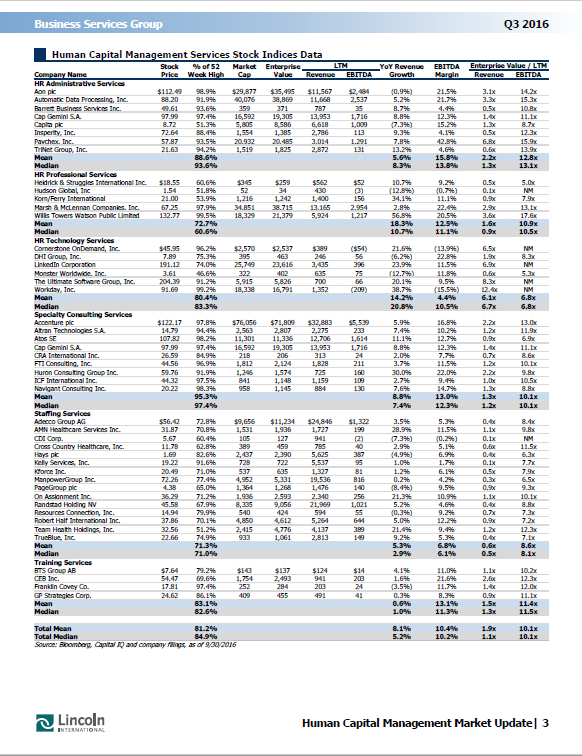 Business Services Group Q3 2016
Human Capital Management Services Stock Indices Data
Stock % of 52 Market Enterprise LTM YoY Revenue EBITDA Enterprise Value / LTM
Company Name Price Week High Cap Value Revenue EBITDA Growth Margin Revenue EBITDA
HR Administrative Services
Aon plc $112.49 98.9% $29,877 $35,495 $11,567 $2,484 (0.9%) 21.5% 3.1x 14.2x
Automatic Data Processing, Inc. 88.20 91.9% 40,076 38,869 11,668 2,537 5.2% 21.7% 3.3x 15.3x
Barrett Business Services Inc. 49.61 93.6% 359 371 787 35 8.7% 4.4% 0.5x 10.8x
Cap Gemini S.A. 97.99 97.4% 16,592 19,305 13,953 1,716 8.8% 12.3% 1.4x 11.1x
Capita plc 8.72 51.3% 5,805 8,586 6,618 1,009 (7.3%) 15.2% 1.3x 8.7x
Insperity, Inc. 72.64 88.4% 1,554 1,385 2,786 113 9.3% 4.1% 0.5x 12.3x
Paychex, Inc. 57.87 93.5% 20,932 20,485 3,014 1,291 7.8% 42.8% 6.8x 15.9x
TriNet Group, Inc. 21.63 94.2% 1,519 1,825 2,872 131 13.2% 4.6% 0.6x 13.9x
Mean 88.6% 5.6% 15.8% 2.2x 12.8x
Median 93.6% 8.3% 13.8% 1.3x 13.1x
HR Professional Services
Heidrick & Struggles International Inc. $18.55 60.6% $345 $259 $562 $52 10.7% 9.2% 0.5x 5.0x
Hudson Global, Inc 1.54 51.8% 52 34 430 (3) (12.8%) (0.7%) 0.1x NM
Korn/Ferry International 21.00 53.9% 1,216 1,242 1,400 156 34.1% 11.1% 0.9x 7.9x
Marsh & McLennan Companies, Inc. 67.25 97.9% 34,851 38,715 13,165 2,954 2.8% 22.4% 2.9x 13.1x
Willis Towers Watson Public Limited 132.77 99.5% 18,329 21,379 5,924 1,217 56.8% 20.5% 3.6x 17.6x
Mean 72.7% 18.3% 12.5% 1.6x 10.9x
Median 60.6% 10.7% 11.1% 0.9x 10.5x
HR Technology Services
Cornerstone OnDemand, Inc. $45.95 96.2% $2,570 $2,537 $389 ($54) 21.6% (13.9%) 6.5x NM
DHI Group, Inc. 7.89 75.3% 395 463 246 56 (6.2%) 22.8% 1.9x 8.3x
LinkedIn Corporation 191.12 74.0% 25,749 23,616 3,435 396 23.9% 11.5% 6.9x NM
Monster Worldwide, Inc. 3.61 46.6% 322 402 635 75 (12.7%) 11.8% 0.6x 5.3x
The Ultimate Software Group, Inc. 204.39 91.2% 5,915 5,826 700 66 20.1% 9.5% 8.3x NM
Workday, Inc. 91.69 99.2% 18,338 16,791 1,352 (209) 38.7% (15.5%) 12.4x NM
Mean 80.4% 14.2% 4.4% 6.1x 6.8x
Median 83.3% 20.8% 10.5% 6.7x 6.8x
Specialty Consulting Services
Accenture plc $122.17 97.8% $76,056 $71,809 $32,883 $5,539 5.9% 16.8% 2.2x 13.0x
Altran Technologies S.A. 14.79 94.4% 2,563 2,807 2,275 233 7.4% 10.2% 1.2x 11.9x
Atos SE 107.82 98.2% 11,301 11,336 12,706 1,614 11.1% 12.7% 0.9x 6.9x
Cap Gemini S.A. 97.99 97.4% 16,592 19,305 13,953 1,716 8.8% 12.3% 1.4x 11.1x
CRA International Inc. 26.59 84.9% 218 206 313 24 2.0% 7.7% 0.7x 8.6x
FTI Consulting, Inc. 44.56 96.9% 1,812 2,124 1,828 211 3.7% 11.5% 1.2x 10.1x
Huron Consulting Group Inc. 59.76 91.9% 1,246 1,574 725 160 30.0% 22.0% 2.2x 9.8x
ICF International Inc. 44.32 97.5% 841 1,148 1,159 109 2.7% 9.4% 1.0x 10.5x
Navigant Consulting Inc. 20.22 98.3% 958 1,145 884 130 7.6% 14.7% 1.3x 8.8x
Mean 95.3% 8.8% 13.0% 1.3x 10.1x
Median 97.4% 7.4% 12.3% 1.2x 10.1x
Staffing Services
Adecco Group AG $56.42 72.8% $9,656 $11,234 $24,846 $1,322 3.5% 5.3% 0.4x 8.4x
AMN Healthcare Services Inc. 31.87 70.8% 1,531 1,936 1,727 199 28.9% 11.5% 1.1x 9.8x
CDI Corp. 5.67 60.4% 105 127 941 (2) (7.3%) (0.2%) 0.1x NM
Cross Country Healthcare, Inc. 11.78 62.8% 389 459 785 40 2.9% 5.1% 0.6x 11.5x
Hays plc 1.69 82.6% 2,437 2,390 5,625 387 (4.9%) 6.9% 0.4x 6.3x
Kelly Services, Inc. 19.22 91.6% 728 722 5,537 95 1.0% 1.7% 0.1x 7.7x
Kforce Inc. 20.49 71.0% 537 635 1,327 81 1.2% 6.1% 0.5x 7.9x
ManpowerGroup Inc. 72.26 77.4% 4,952 5,331 19,536 816 0.2% 4.2% 0.3x 6.5x
PageGroup plc 4.38 65.0% 1,364 1,268 1,476 140 (8.4%) 9.5% 0.9x 9.3x
On Assignment Inc. 36.29 71.2% 1,936 2,593 2,340 256 21.3% 10.9% 1.1x 10.1x
Randstad Holding NV 45.58 67.9% 8,335 9,056 21,969 1,021 5.2% 4.6% 0.4x 8.8x
Resources Connection, Inc. 14.94 79.9% 540 424 594 55 (0.3%) 9.2% 0.7x 7.3x
Robert Half International Inc. 37.86 70.1% 4,850 4,612 5,264 644 5.0% 12.2% 0.9x 7.2x
Team Health Holdings, Inc. 32.56 51.2% 2,415 4,776 4,137 389 21.4% 9.4% 1.2x 12.3x
TrueBlue, Inc. 22.66 74.9% 933 1,061 2,813 149 9.2% 5.3% 0.4x 7.1x
Mean 71.3% 5.3% 6.8% 0.6x 8.6x
Median 71.0% 2.9% 6.1% 0.5x 8.1x
Training Services
BTS Group AB $7.64 79.2% $143 $137 $124 $14 4.1% 11.0% 1.1x 10.2x
CEB Inc. 54.47 69.6% 1,754 2,493 941 203 1.6% 21.6% 2.6x 12.3x
Franklin Covey Co. 17.81 97.4% 252 284 203 24 (3.5%) 11.7% 1.4x 12.0x
GP Strategies Corp. 24.62 86.1% 409 455 491 41 0.3% 8.3% 0.9x 11.1x
Mean 83.1% 0.6% 13.1% 1.5x 11.4x
Median 82.6% 1.0% 11.3% 1.3x 11.5x
Total Mean 81.2% 8.1% 10.4% 1.9x 10.1x
Total Median 84.9% 5.2% 10.2% 1.1x 10.1x
Source: Bloomberg, Capital IQ and company filings, as of 9/30/2016
Lincoln
INTERNATIONAL
Human Capital Management Market Update| 3